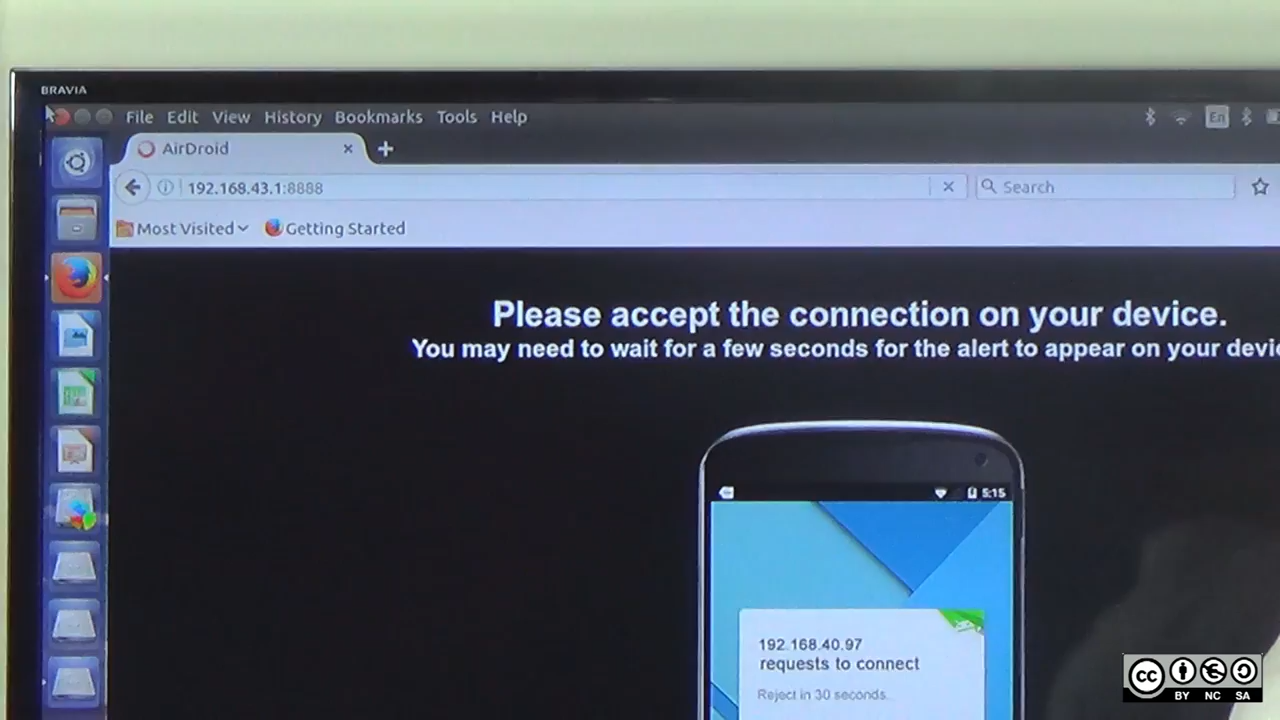 BRAVIA
File Edit View History Bookmarks Tools Help
En
AirDroid
192.168.43.1:8888
Search
Most Visited
Getting Started
Please accept the connection on your device.
You may need to wait for a few seconds for the alert to appear on your
5:15
192.168.40.97
requests to connect
Reject in 30 seconds...
cc
BY NC SA